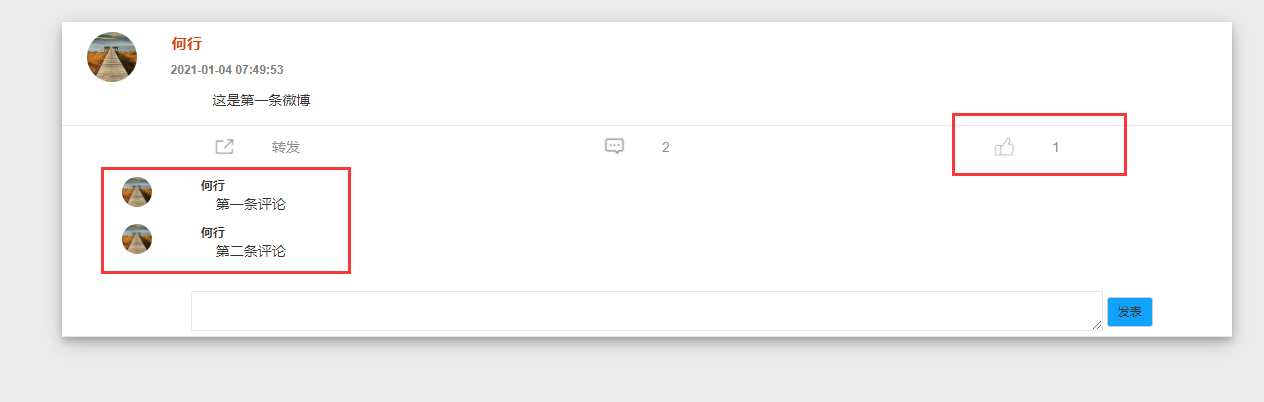 何行
2021-01-04 07:49:53
这是第一条微博
转发 2 1
何行
第一条评论
何行
第二条评论
发表